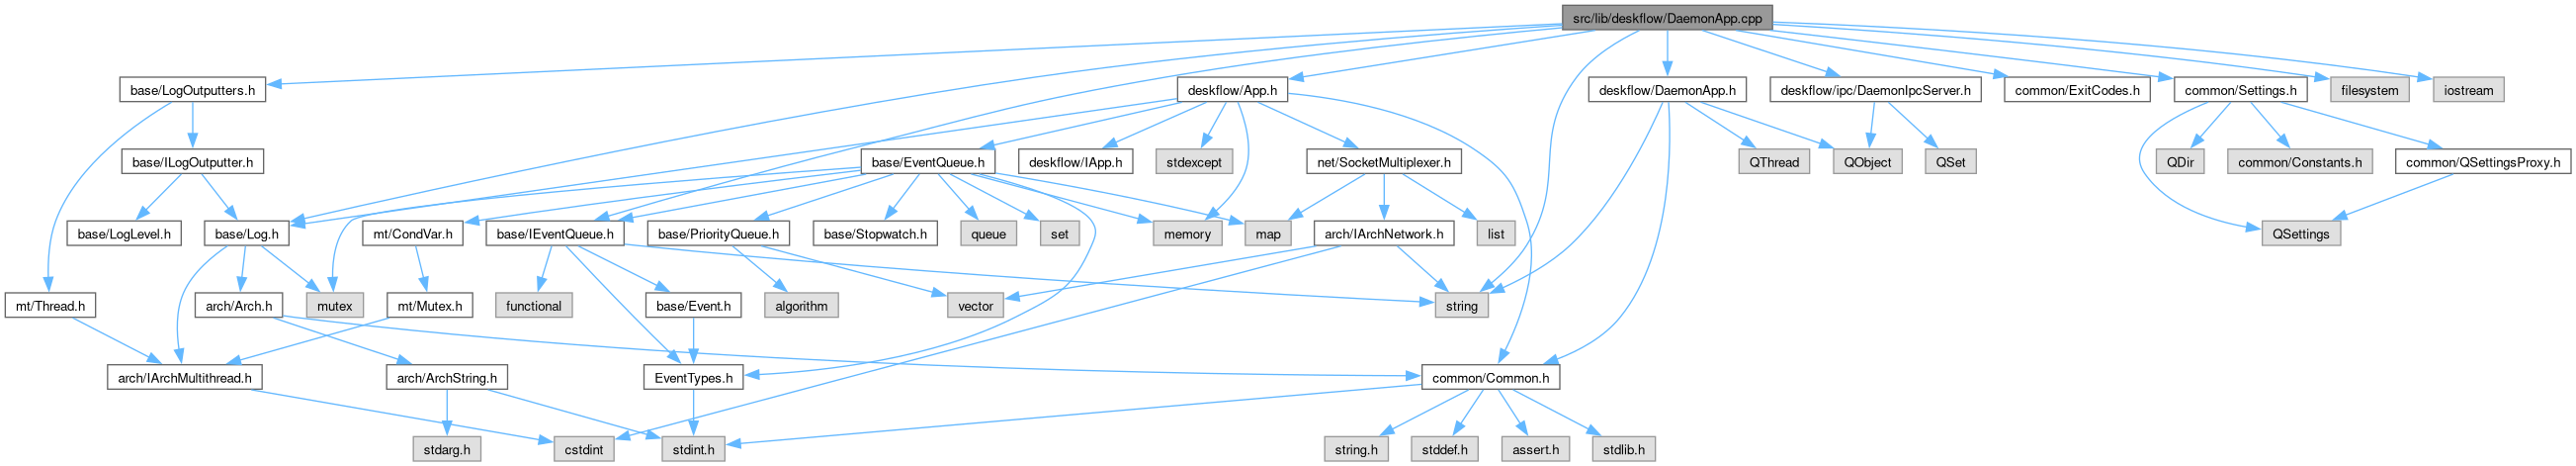 src/lib/deskflow/DaemonApp.cpp
base/LogOutputters.h
deskflow/App.h
deskflow/DaemonApp.h
deskflow/ipc/DaemonIpcServer.h
common/ExitCodes.h
common/Settings.h
filesystem
iostream
base/ILogOutputter.h
base/EventQueue.h
deskflow/IApp.h
stdexcept
net/SocketMultiplexer.h
QThread
QObject
QSet
QDir
common/Constants.h
common/QSettingsProxy.h
base/LogLevel.h
base/Log.h
mt/CondVar.h
base/IEventQueue.h
base/PriorityQueue.h
base/Stopwatch.h
queue
set
memory
map
arch/IArchNetwork.h
list
QSettings
mt/Thread.h
arch/Arch.h
mutex
mt/Mutex.h
functional
base/Event.h
algorithm
vector
string
arch/IArchMultithread.h
arch/ArchString.h
EventTypes.h
common/Common.h
stdarg.h
cstdint
stdint.h
string.h
stddef.h
assert.h
stdlib.h